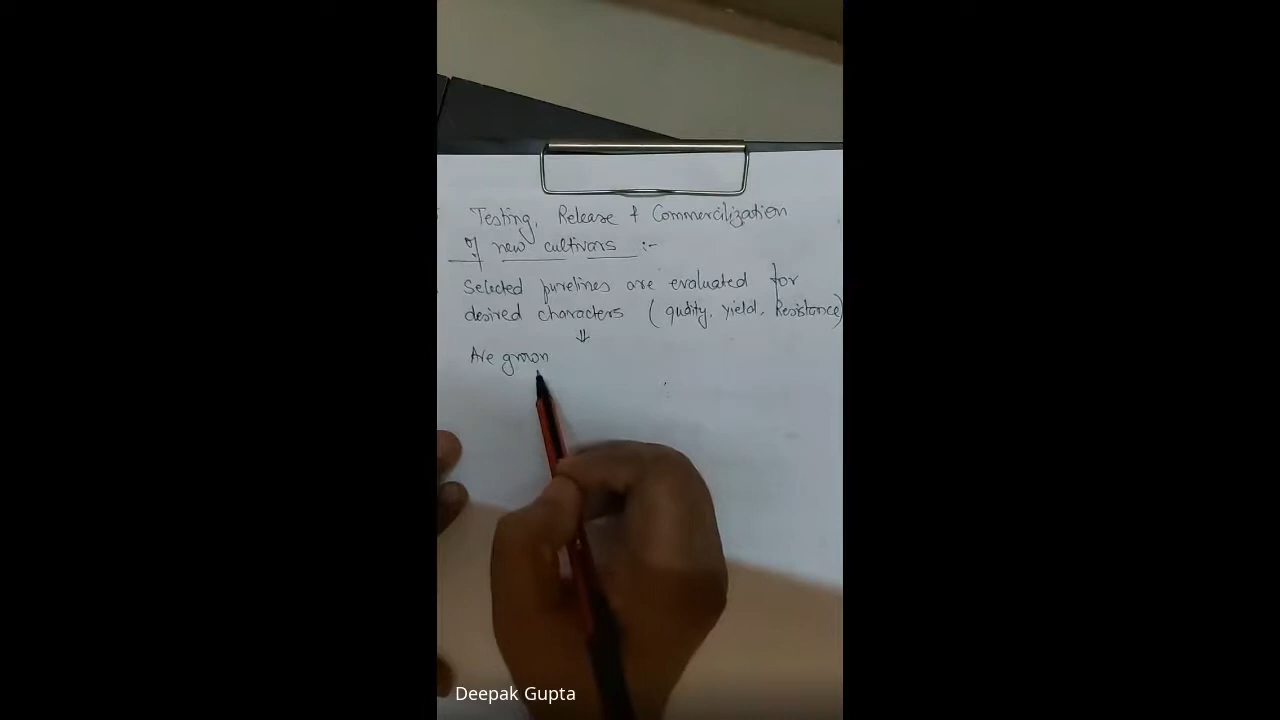 Testing, Release & Commercilization
of new cultivars :-
Selected purelines are evaluated for
desired characters (quality, yield, Resistance)
⇓
Are grown
Deepak Gupta